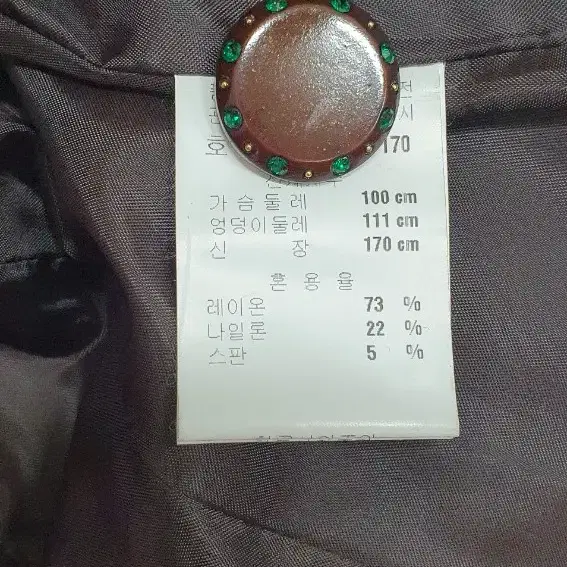 호 170
가슴둘레 100 cm
엉덩이둘레 111 cm
신 장 170 cm
혼 용 율
레이온 73 %
나일론 22 %
스판 5 %